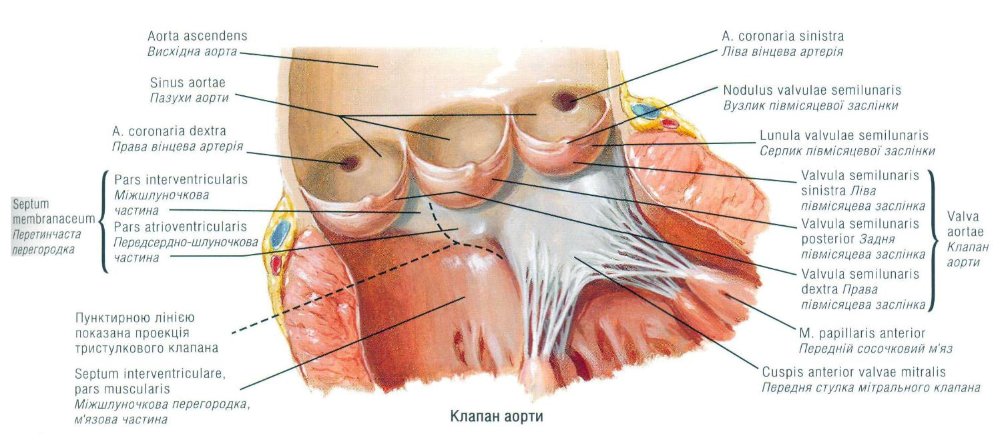 Aorta ascendens
Висхідна аорта
Sinus aortae
Пазухи аорти
A. coronaria dextra
Права вінцева артерія
Septum
membranaceum
Перетинчаста
перегородка
Pars interventricularis
Міжшлуночкова
частина
Pars atrioventricularis
Передсердно-шлуночкова
частина
Пунктирною лінією
показана проекція
тристулкового клапана
Septum interventriculare,
pars muscularis
Міжшлуночкова перегородка,
м'язова частина
A. coronaria sinistra
Ліва вінцева артерія
Nodulus valvulae semilunaris
Вузлик півмісяцевої заслінки
Lunula valvulae semilunaris
Серпик півмісяцевої заслінки
Valvula semilunaris
sinistra Ліва
півмісяцева заслінка
Valvula semilunaris
posterior Задня
півмісяцева заслінка
Valvula semilunaris
dextra Права
півмісяцева заслінка
Valva
aortae
Клапан
аорти
M. papillaris anterior
Передній сосочковий м'яз
Cuspis anterior valvae mitralis
Передня стулка мітрального клапана
Клапан аорти